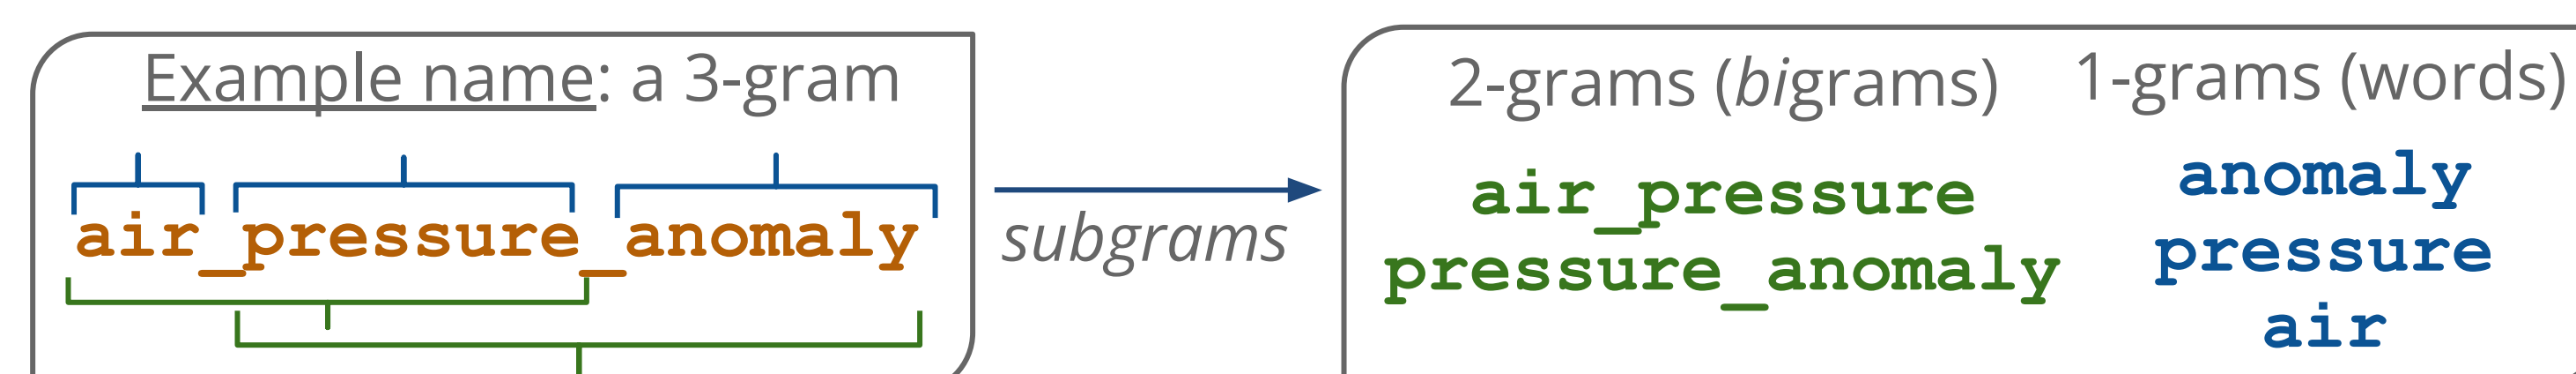 Example name: a 3-gram
air_pressure_anomaly
subgrams
2-grams (bigrams)
air_pressure
pressure_anomaly
1-grams (words)
anomaly
pressure
air